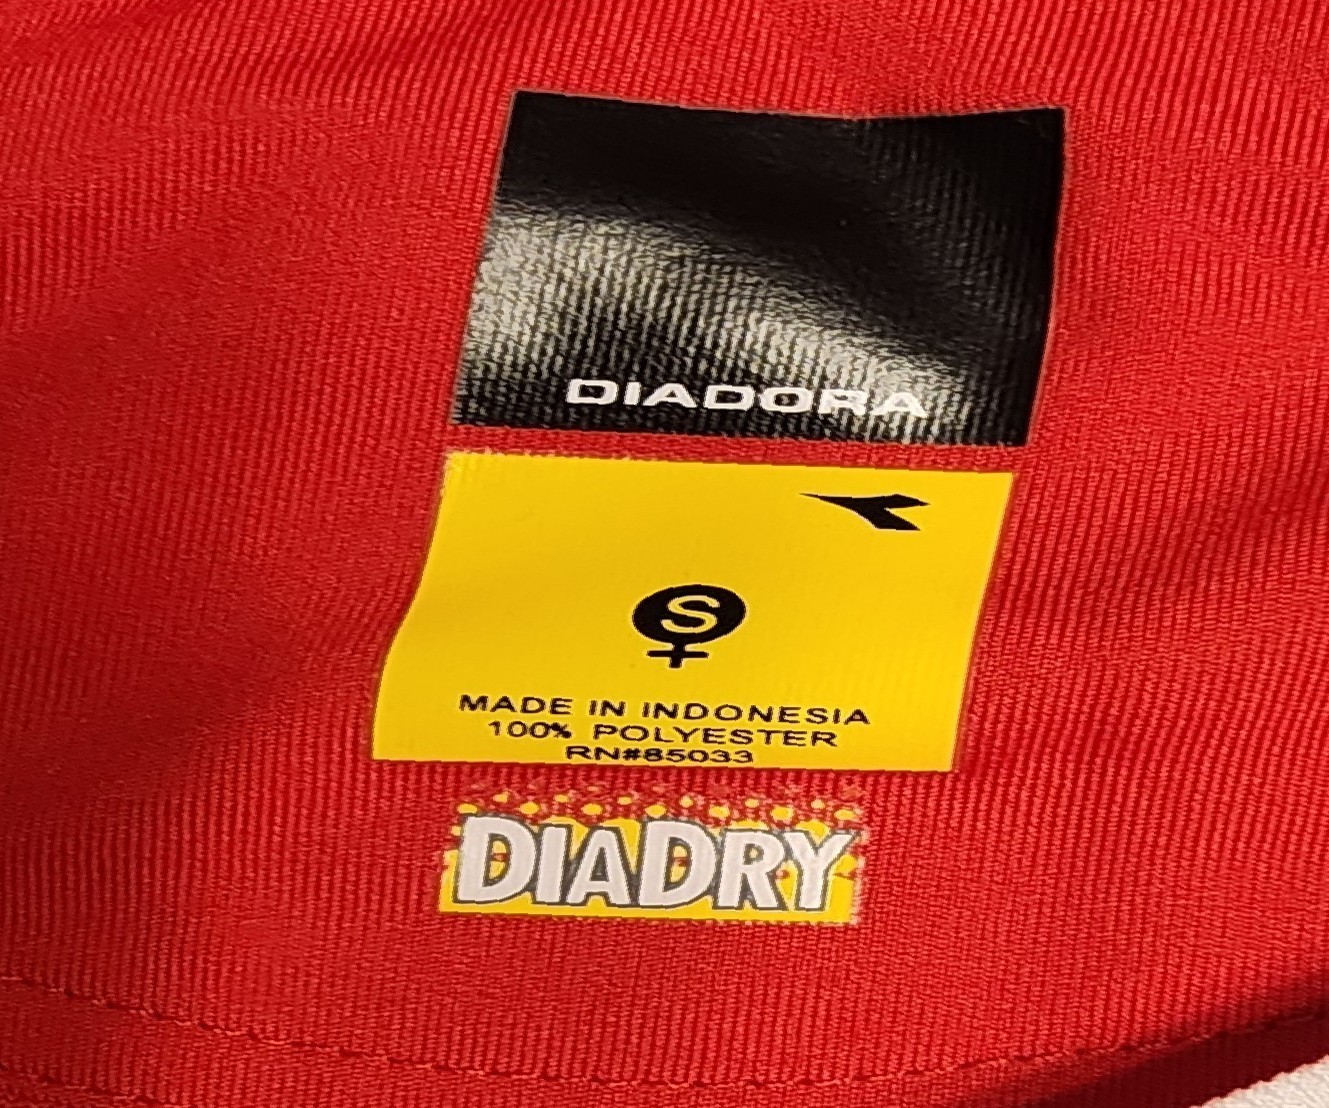 DIADORA
S
MADE IN INDONESIA
100% POLYESTER
RN#85033
DIADRY